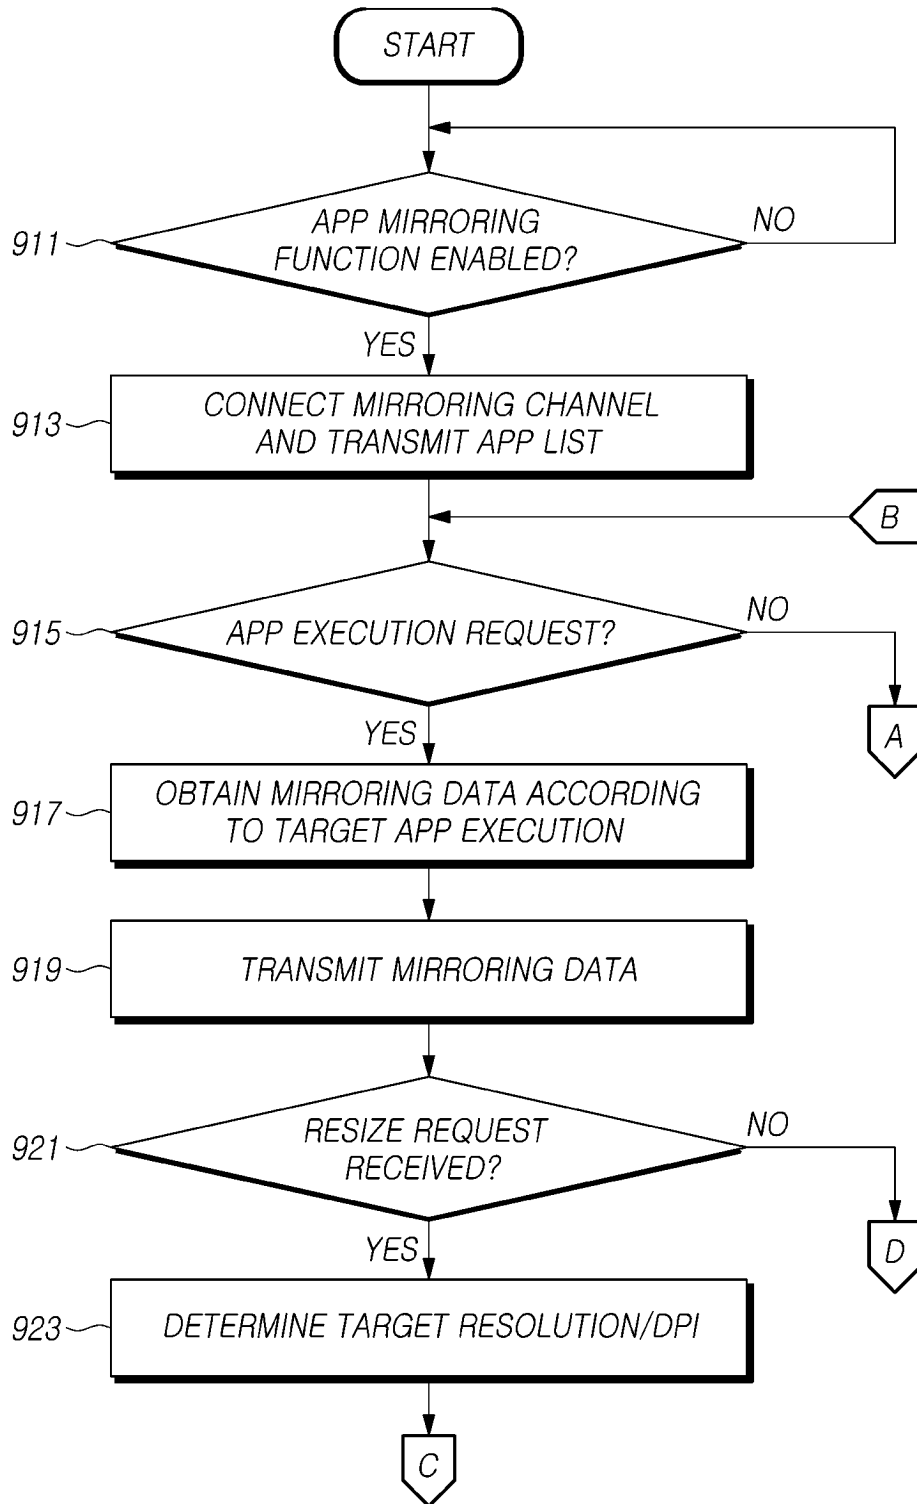 START
911
APP MIRRORING
FUNCTION ENABLED?
NO
YES
913
CONNECT MIRRORING CHANNEL
AND TRANSMIT APP LIST
B
915
APP EXECUTION REQUEST?
NO
A
YES
917
OBTAIN MIRRORING DATA ACCORDING
TO TARGET APP EXECUTION
919
TRANSMIT MIRRORING DATA
921
RESIZE REQUEST
RECEIVED?
NO
D
YES
923
DETERMINE TARGET RESOLUTION/DPI
C